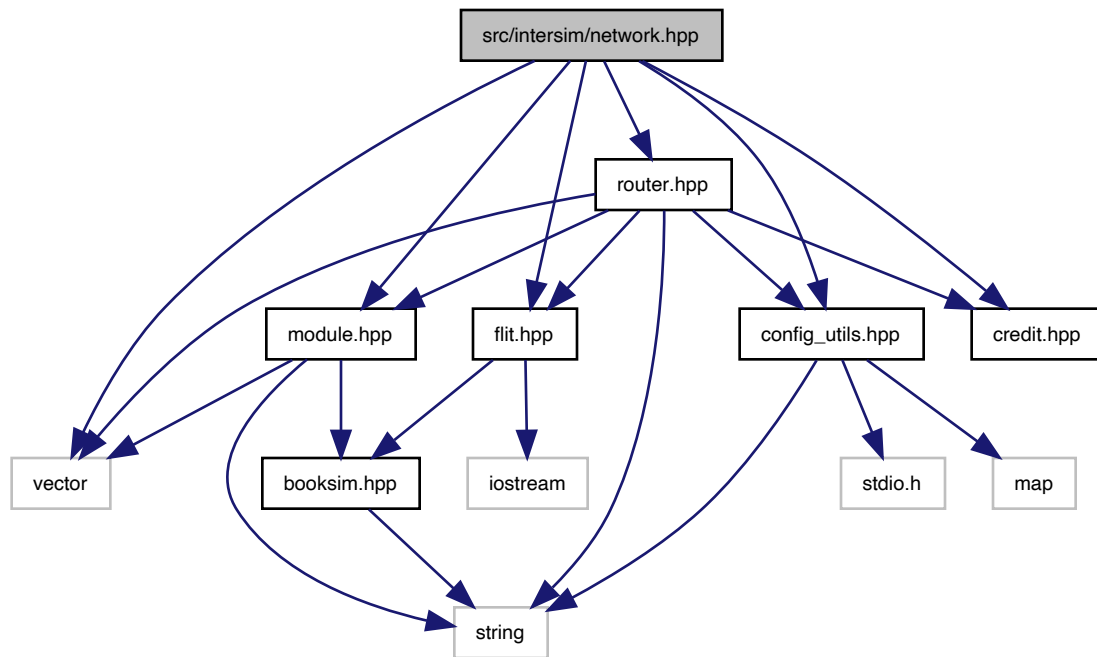 src/intersim/network.hpp
router.hpp
module.hpp
flit.hpp
config_utils.hpp
credit.hpp
vector
booksim.hpp
iostream
stdio.h
map
string